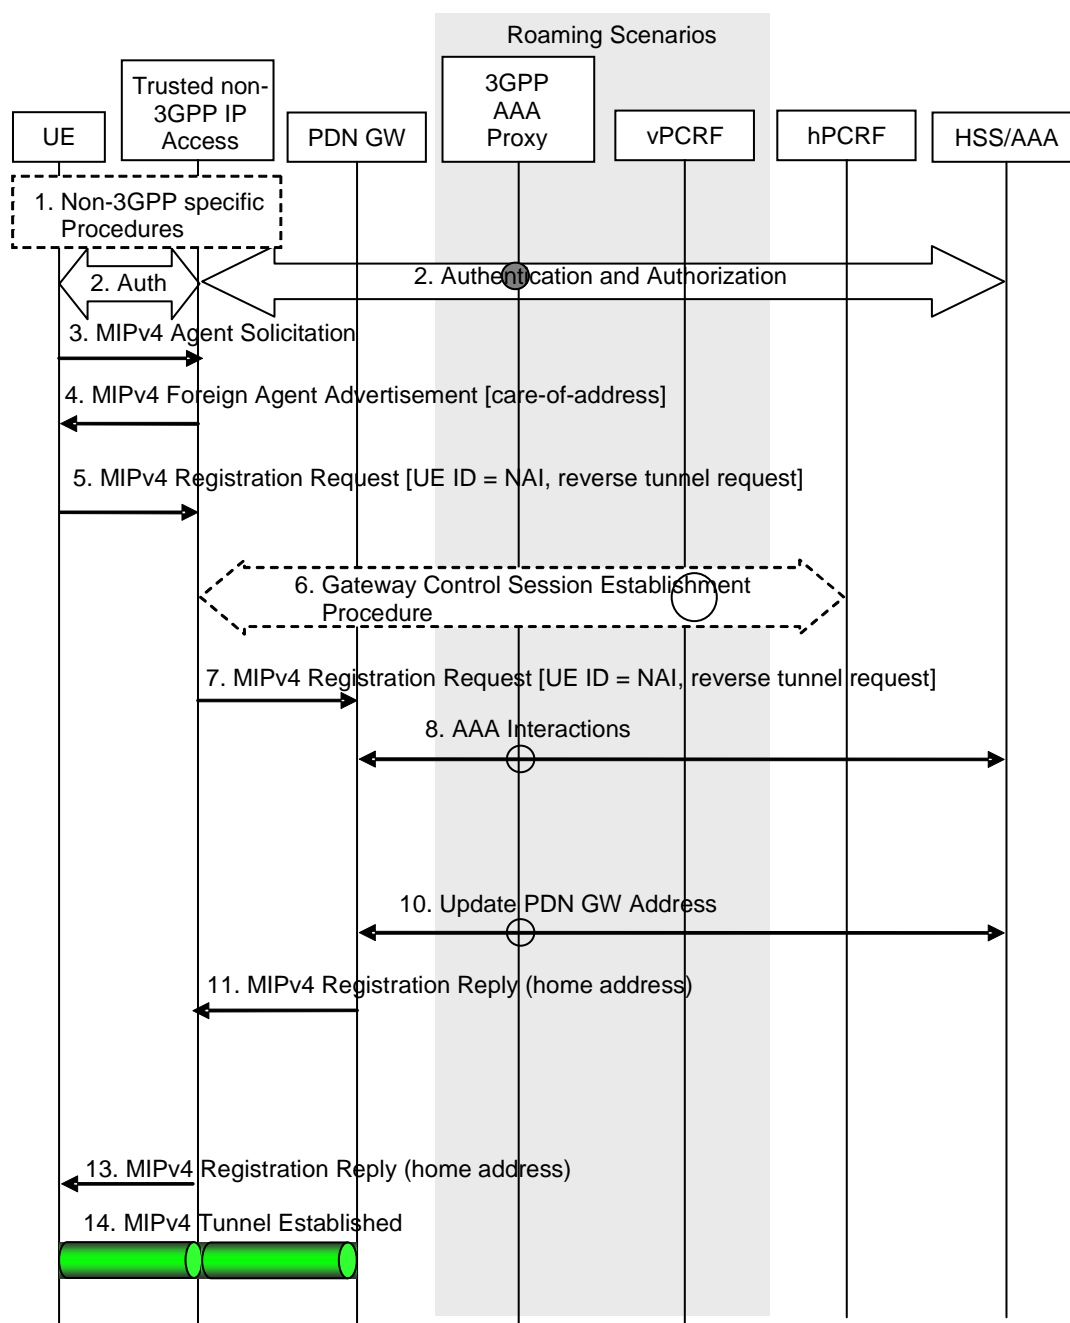 Roaming Scenarios
UE
Trusted non-
3GPP IP
Access
PDN GW
3GPP
AAA
Proxy
vPCRF
hPCRF
HSS/AAA
1. Non-3GPP specific
Procedures
2. Auth
2. Authentication and Authorization
3. MIPv4 Agent Solicitation
4. MIPv4 Foreign Agent Advertisement [care-of-address]
5. MIPv4 Registration Request [UE ID = NAI, reverse tunnel request]
6. Gateway Control Session Establishment
Procedure
7. MIPv4 Registration Request [UE ID = NAI, reverse tunnel request]
8. AAA Interactions
10. Update PDN GW Address
11. MIPv4 Registration Reply (home address)
13. MIPv4 Registration Reply (home address)
14. MIPv4 Tunnel Established